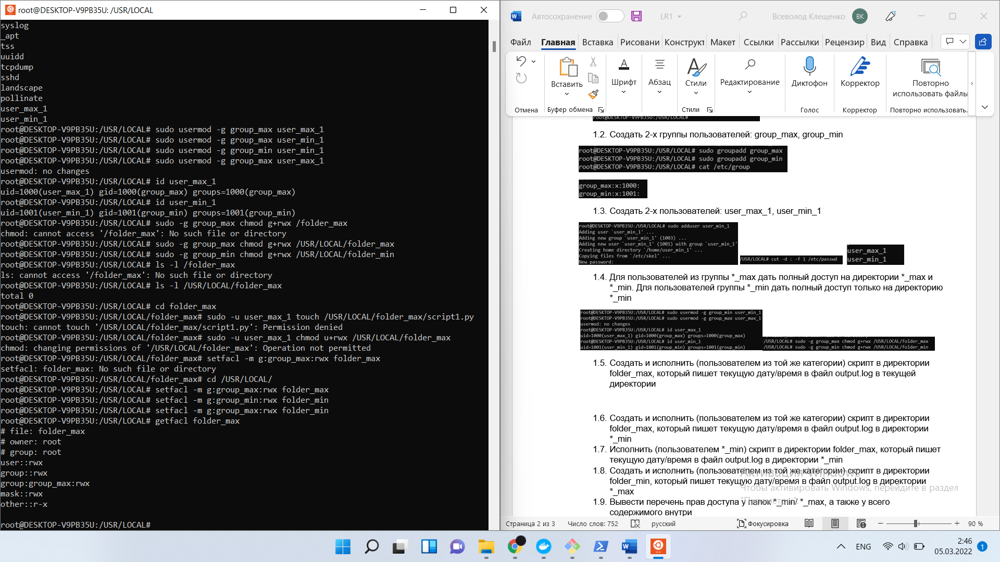 root@DESKTOP-V9PB35U: /USR/LOCAL
syslog
_apt
tss
uuidd
tcpdump
sshd
landscape
pollinate
user_max_1
user_min_1
root@DESKTOP-V9PB35U:/USR/LOCAL# sudo usermod -g group_max user_max_1
root@DESKTOP-V9PB35U:/USR/LOCAL# sudo usermod -g group_max user_min_1
root@DESKTOP-V9PB35U:/USR/LOCAL# sudo usermod -g group_min user_min_1
root@DESKTOP-V9PB35U:/USR/LOCAL# sudo usermod -g group_max user_max_1
usermod: no changes
root@DESKTOP-V9PB35U:/USR/LOCAL# id user_max_1
uid=1000(user_max_1) gid=1000(group_max) groups=1000(group_max)
root@DESKTOP-V9PB35U:/USR/LOCAL# id user_min_1
uid=1001(user_min_1) gid=1001(group_min) groups=1001(group_min)
root@DESKTOP-V9PB35U:/USR/LOCAL# sudo -g group_max chmod g+rwx /folder_max
chmod: cannot access '/folder_max': No such file or directory
root@DESKTOP-V9PB35U:/USR/LOCAL# sudo -g group_max chmod g+rwx /USR/LOCAL/folder_max
root@DESKTOP-V9PB35U:/USR/LOCAL# sudo -g group_min chmod g+rwx /USR/LOCAL/folder_min
root@DESKTOP-V9PB35U:/USR/LOCAL# ls -l /folder_max
ls: cannot access '/folder_max': No such file or directory
root@DESKTOP-V9PB35U:/USR/LOCAL# ls -l /USR/LOCAL/folder_max
total 0
root@DESKTOP-V9PB35U:/USR/LOCAL# cd folder_max
root@DESKTOP-V9PB35U:/USR/LOCAL/folder_max# sudo -u user_max_1 touch /USR/LOCAL/folder_max/script1.py
touch: cannot touch '/USR/LOCAL/folder_max/script1.py': Permission denied
root@DESKTOP-V9PB35U:/USR/LOCAL/folder_max# sudo -u user_max_1 chmod u+rwx /USR/LOCAL/folder_max
chmod: changing permissions of '/USR/LOCAL/folder_max': Operation not permitted
root@DESKTOP-V9PB35U:/USR/LOCAL/folder_max# setfacl -m g:group_max:rwx folder_max
setfacl: folder_max: No such file or directory
root@DESKTOP-V9PB35U:/USR/LOCAL/folder_max# cd /USR/LOCAL/
root@DESKTOP-V9PB35U:/USR/LOCAL# setfacl -m g:group_max:rwx folder_max
root@DESKTOP-V9PB35U:/USR/LOCAL# setfacl -m g:group_min:rwx folder_min
root@DESKTOP-V9PB35U:/USR/LOCAL# setfacl -m g:group_max:rwx folder_min
root@DESKTOP-V9PB35U:/USR/LOCAL# getfacl folder_max
# file: folder_max
# owner: root
# group: root
user::rwx
group::rwx
group:group_max:rwx
mask::rwx
other::r-x
root@DESKTOP-V9PB35U:/USR/LOCAL#
Автосохранение LR1 Всеволод Клещенко ВК
Файл Главная Вставка Рисовани Конструкт Макет Ссылки Рассылки Рецензир Вид Справка
Вставить Шрифт Абзац Стили Редактирование Диктофон Корректор Повторно
использовать файлы
Отмена Буфер обмена Стили Голос Корректор Повторно использовать.
root@DESKTOP-V9PB35U:/USR/LOCAL#
1.2. Создать 2-х группы пользователей: group_max, group_min
root@DESKTOP-V9PB35U:/USR/LOCAL# sudo groupadd group_max
root@DESKTOP-V9PB35U:/USR/LOCAL# sudo groupadd group_min
root@DESKTOP-V9PB35U:/USR/LOCAL# cat /etc/group
group_max:x:1000:
group_min:x:1001:
1.3. Создать 2-х пользователей: user_max_1, user_min_1
root@DESKTOP-V9PB35U:/USR/LOCAL# sudo adduser user_min_1
Adding user `user_min_1' ...
Adding new group `user_min_1' (1003) ...
Adding new user `user_min_1' (1001) with group `user_min_1'
Creating home directory `/home/user_min_1' ...
Copying files from `/etc/skel' ...
New password:
/USR/LOCAL# cut -d : -f 1 /etc/passwd
user_max_1
user_min_1
1.4. Для пользователей из группы *_max дать полный доступ на директории *_max и
*_min. Для пользователей группы *_min дать полный доступ только на директорию
*_min
root@DESKTOP-V9PB35U:/USR/LOCAL# sudo usermod -g group_min user_min_1
root@DESKTOP-V9PB35U:/USR/LOCAL# sudo usermod -g group_max user_max_1
usermod: no changes
root@DESKTOP-V9PB35U:/USR/LOCAL# id user_max_1
uid=1000(user_max_1) gid=1000(group_max) groups=1000(group_max)
root@DESKTOP-V9PB35U:/USR/LOCAL# id user_min_1
uid=1001(user_min_1) gid=1001(group_min) groups=1001(group_min)
:/USR/LOCAL# sudo -g group_max chmod g+rwx /USR/LOCAL/folder_max
:/USR/LOCAL# sudo -g group_min chmod g+rwx /USR/LOCAL/folder_min
1.5. Создать и исполнить (пользователем из той же категории) скрипт в директории
folder_max, который пишет текущую дату/время в файл output.log в текущей
директории
1.6. Создать и исполнить (пользователем из той же категории) скрипт в директории
folder_max, который пишет текущую дату/время в файл output.log в директории
*_min
1.7. Исполнить (пользователем *_min) скрипт в директории folder_max, который пишет
текущую дату/время в файл output.log в директории *_min
1.8. Создать и исполнить (пользователем из той же категории) скрипт в директории
folder_min, который пишет текущую дату/время в файл output.log в директории
*_max
1.9. Вывести перечень прав доступа у папок *_min/ *_max, а также у всего
содержимого внутри
Активация Windows
Чтобы активировать Windows, перейдите в раздел
"Параметры".
Страница 2 из 3 Число слов: 752 русский Фокусировка 90 %
ENG 2:46
05.03.2022 1